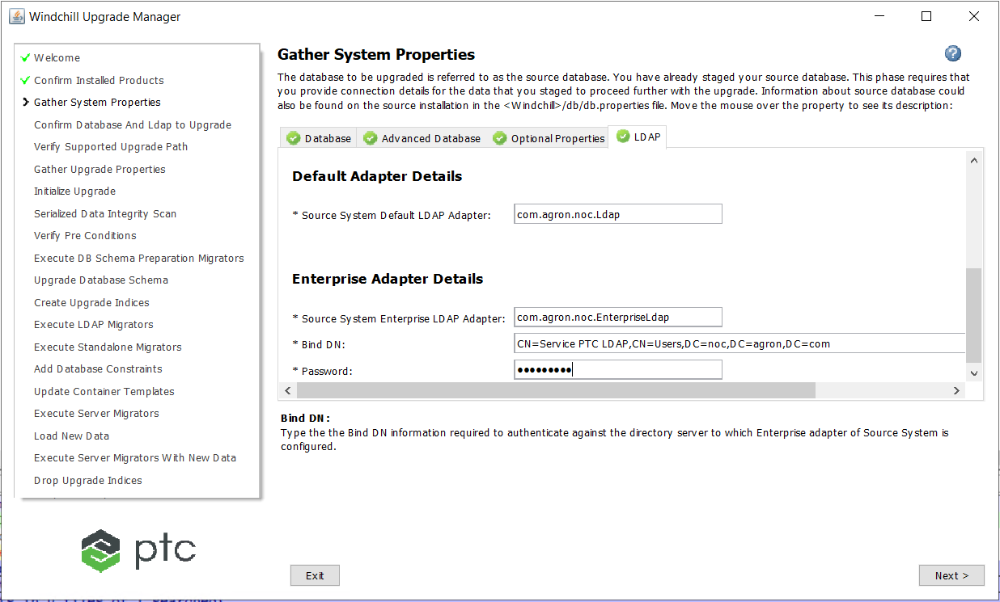 Windchill Upgrade Manager
Welcome
Confirm Installed Products
Gather System Properties
Confirm Database And Ldap to Upgrade
Verify Supported Upgrade Path
Gather Upgrade Properties
Initialize Upgrade
Serialized Data Integrity Scan
Verify Pre Conditions
Execute DB Schema Preparation Migrators
Upgrade Database Schema
Create Upgrade Indices
Execute LDAP Migrators
Execute Standalone Migrators
Add Database Constraints
Update Container Templates
Execute Server Migrators
Load New Data
Execute Server Migrators With New Data
Drop Upgrade Indices
ptc
Gather System Properties
?
The database to be upgraded is referred to as the source database. You have already staged your source database. This phase requires that
you provide connection details for the data that you staged to proceed further with the upgrade. Information about source database could
also be found on the source installation in the <Windchill>/db/db.properties file. Move the mouse over the property to see its description:
Database Advanced Database Optional Properties LDAP
Default Adapter Details
* Source System Default LDAP Adapter: com.agron.noc.Ldap
Enterprise Adapter Details
* Source System Enterprise LDAP Adapter: com.agron.noc.EnterpriseLdap
* Bind DN: CN=Service PTC LDAP,CN=Users,DC=noc,DC=agron,DC=com
* Password: •••••••••
Bind DN:
Type the the Bind DN information required to authenticate against the directory server to which Enterprise adapter of Source System is
configured.
Exit Next >